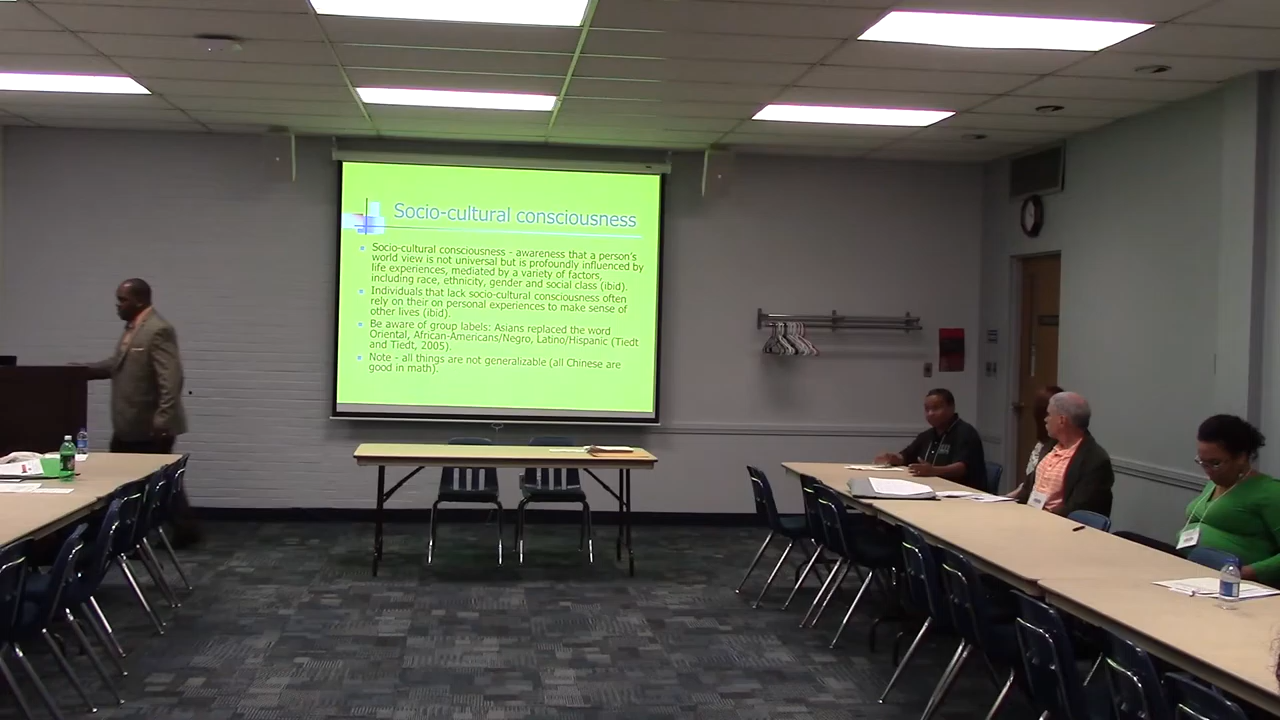 Socio-cultural consciousness
Socio-cultural consciousness - awareness that a person's
world view is not universal but is profoundly influenced by
life experiences, mediated by a variety of factors,
including race, ethnicity, gender and social class (ibid).
Individuals that lack socio-cultural consciousness often
rely on their on personal experiences to make sense of
other lives (ibid).
Be aware of group labels: Asians replaced the word
Oriental, African-Americans/Negro, Latino/Hispanic (Tiedt
and Tiedt, 2005).
Note - all things are not generalizable (all Chinese are
good in math).